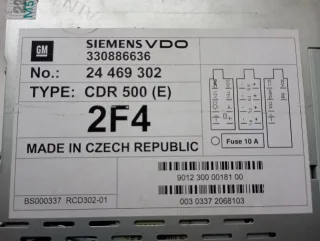 GM
SIEMENS VDO
330886636
No.: 24 469 302
TYPE: CDR 500 (E)
2F4
MADE IN CZECH REPUBLIC
Fuse 10 A
9012 300 00181 00
BS000337 RCD302-01
003 0337 2068103